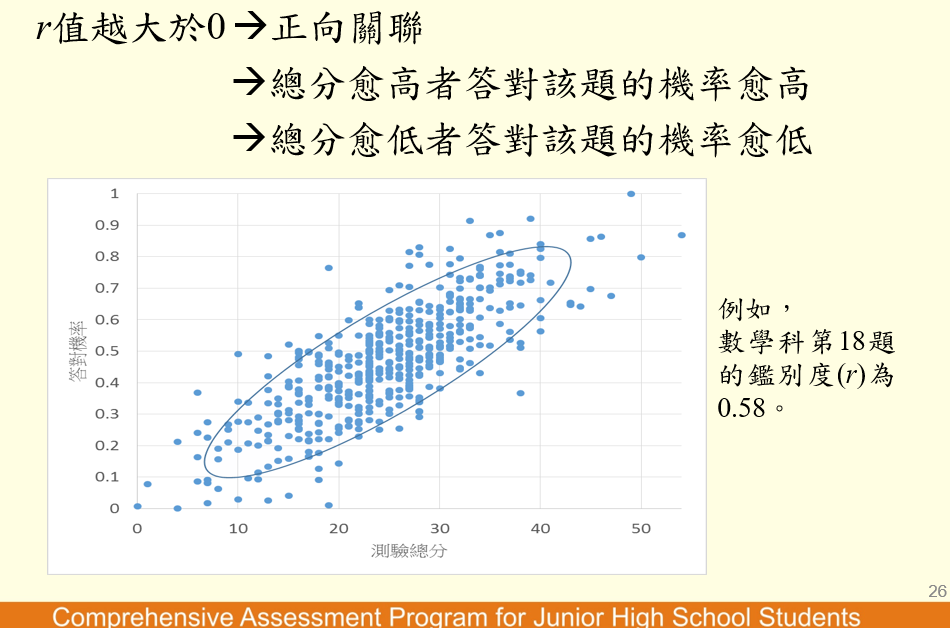 r值越大於0→正向關聯
→總分愈高者答對該題的機率愈高
→總分愈低者答對該題的機率愈低
1
0.9
0.8
0.7
0.6
0.5
0.4
0.3
0.2
0.1
0
答對機率
0 10 20 30 40 50
測驗總分
例如，
數學科第18題
的鑑別度(r)為
0.58。
26
Comprehensive Assessment Program for Junior High School Students